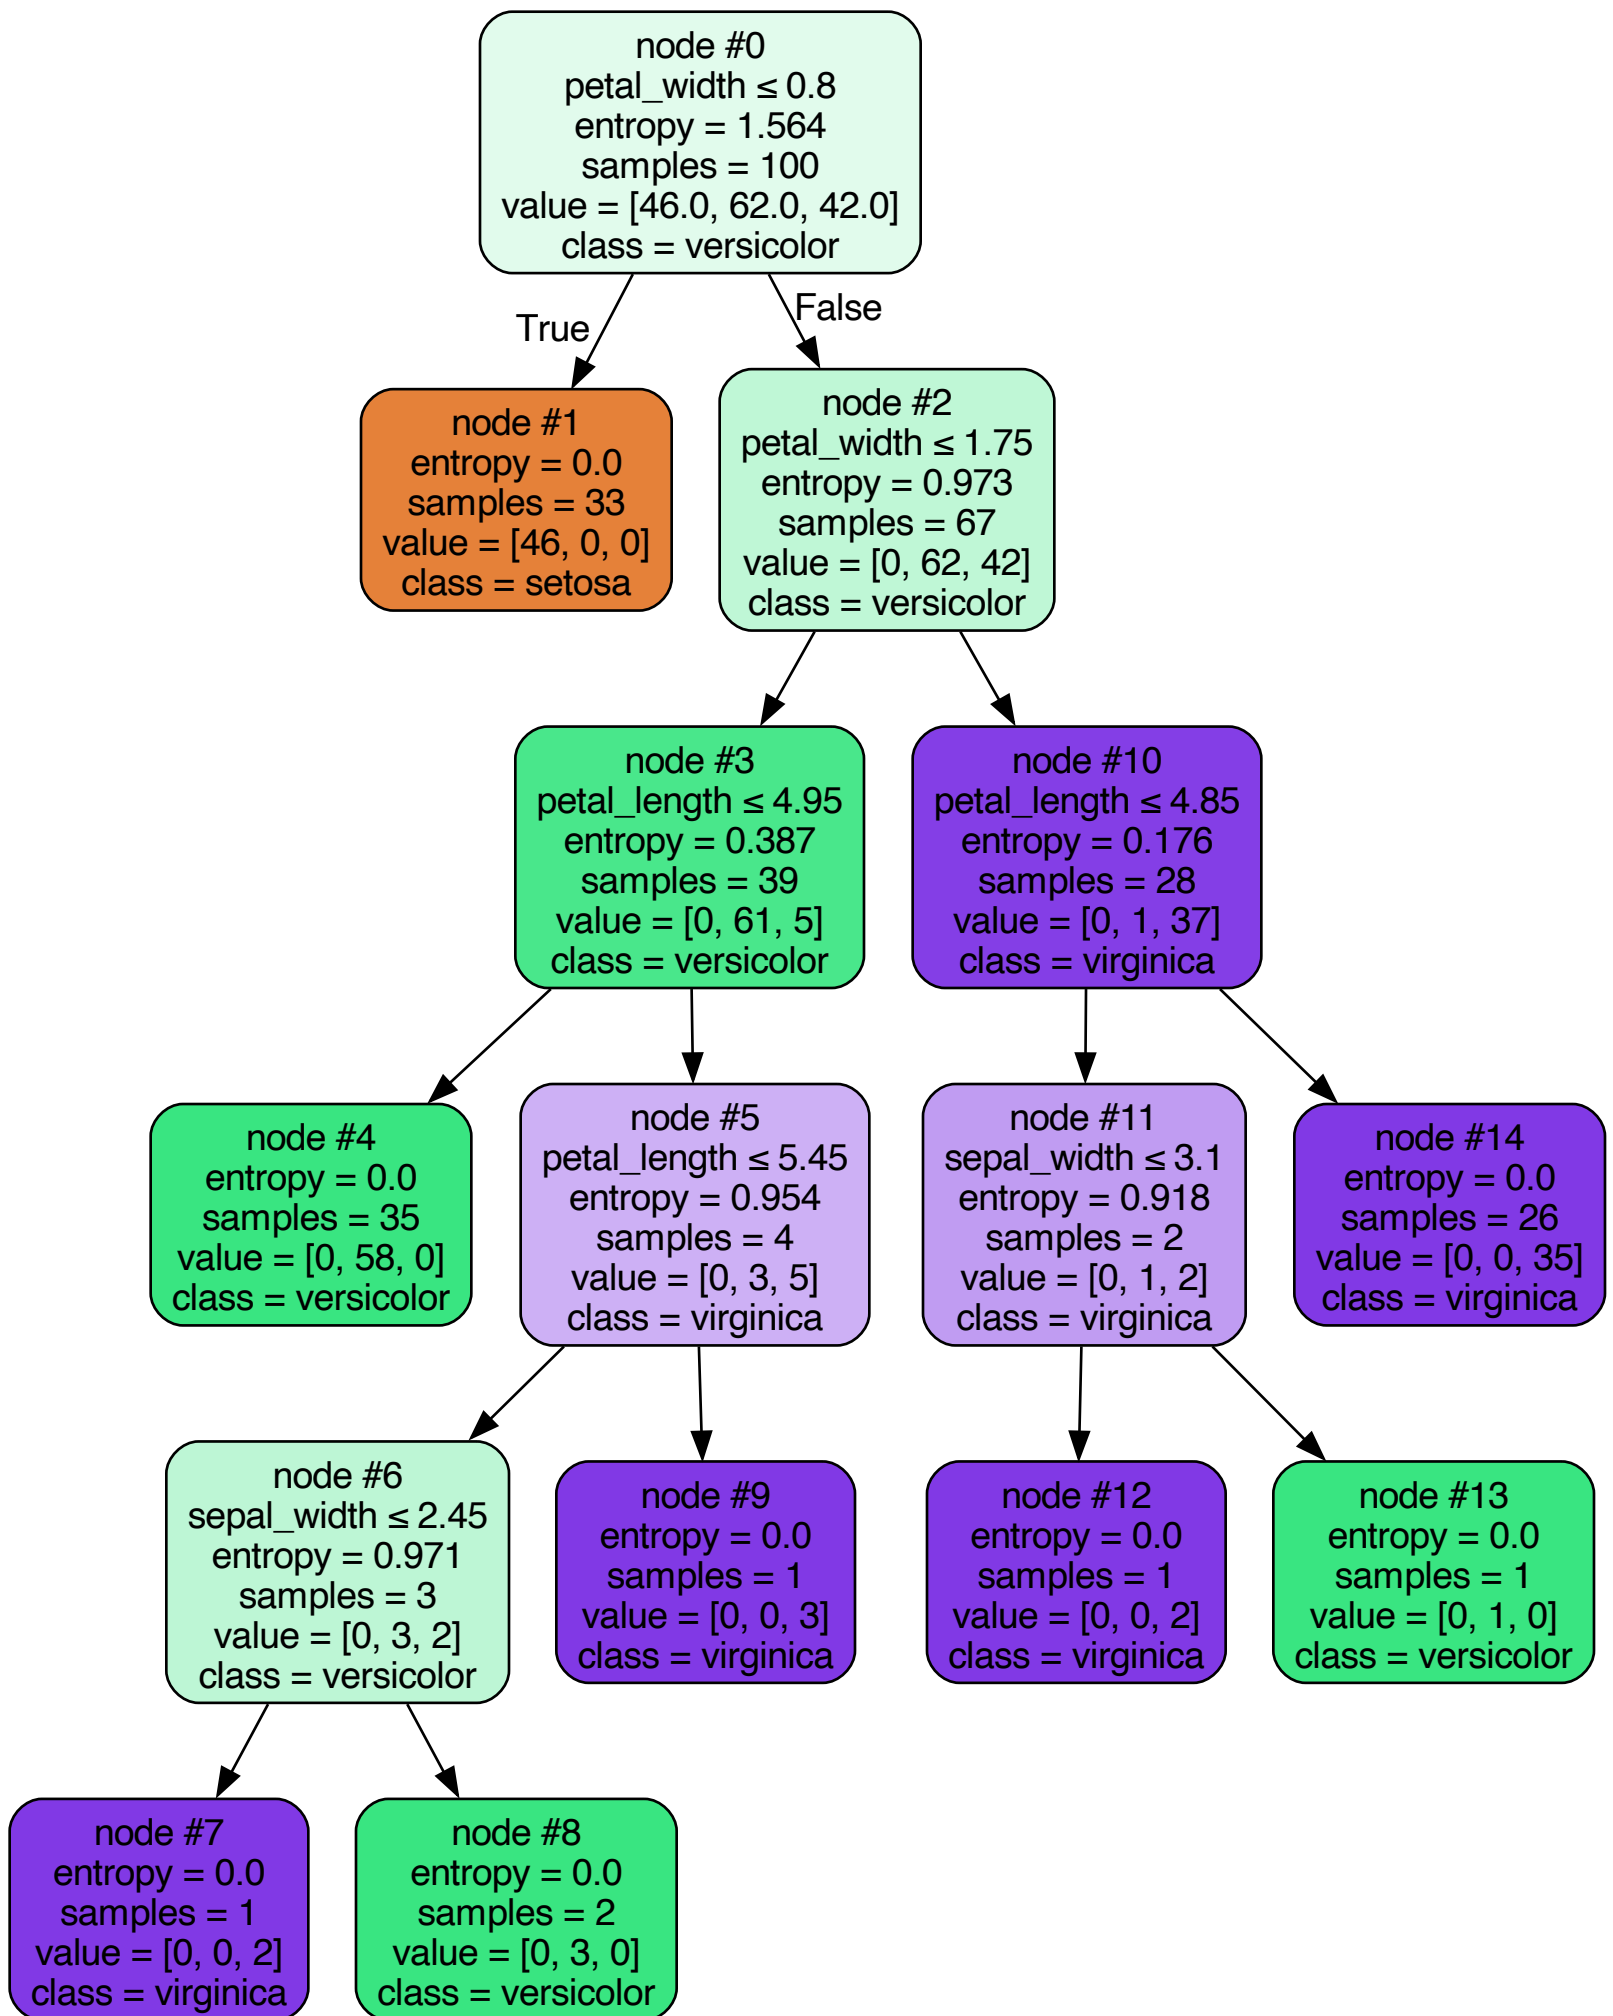 node #0
petal_width ≤ 0.8
entropy = 1.564
samples = 100
value = [46.0, 62.0, 42.0]
class = versicolor
True
False
node #1
entropy = 0.0
samples = 33
value = [46, 0, 0]
class = setosa
node #2
petal_width ≤ 1.75
entropy = 0.973
samples = 67
value = [0, 62, 42]
class = versicolor
node #3
petal_length ≤ 4.95
entropy = 0.387
samples = 39
value = [0, 61, 5]
class = versicolor
node #10
petal_length ≤ 4.85
entropy = 0.176
samples = 28
value = [0, 1, 37]
class = virginica
node #4
entropy = 0.0
samples = 35
value = [0, 58, 0]
class = versicolor
node #5
petal_length ≤ 5.45
entropy = 0.954
samples = 4
value = [0, 3, 5]
class = virginica
node #11
sepal_width ≤ 3.1
entropy = 0.918
samples = 2
value = [0, 1, 2]
class = virginica
node #14
entropy = 0.0
samples = 26
value = [0, 0, 35]
class = virginica
node #6
sepal_width ≤ 2.45
entropy = 0.971
samples = 3
value = [0, 3, 2]
class = versicolor
node #9
entropy = 0.0
samples = 1
value = [0, 0, 3]
class = virginica
node #12
entropy = 0.0
samples = 1
value = [0, 0, 2]
class = virginica
node #13
entropy = 0.0
samples = 1
value = [0, 1, 0]
class = versicolor
node #7
entropy = 0.0
samples = 1
value = [0, 0, 2]
class = virginica
node #8
entropy = 0.0
samples = 2
value = [0, 3, 0]
class = versicolor